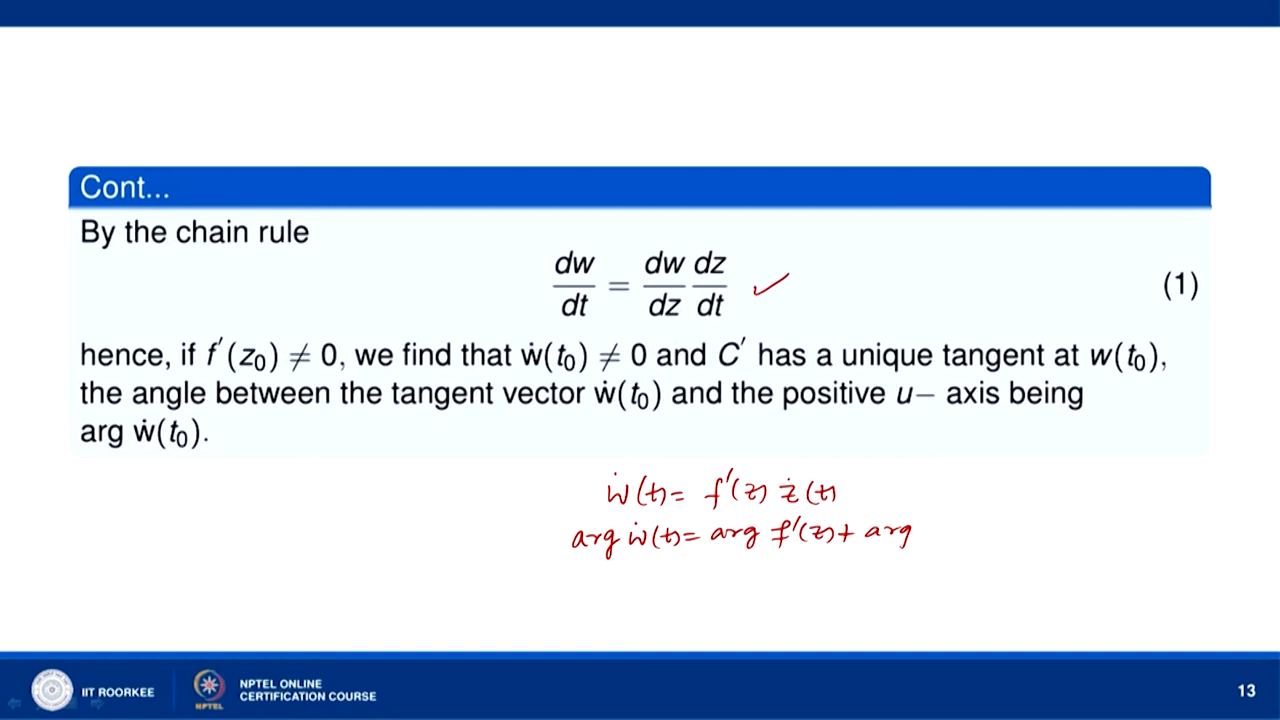 Cont...
By the chain rule
dw/dt = dw/dz dz/dt ✓ (1)
hence, if f′(z₀) ≠ 0, we find that ẇ(t₀) ≠ 0 and C′ has a unique tangent at w(t₀),
the angle between the tangent vector ẇ(t₀) and the positive u− axis being
arg ẇ(t₀).
ẇ(t) = f′(z) ż(t)
arg ẇ(t) = arg f′(z) + arg
IIT ROORKEE
NPTEL
NPTEL ONLINE
CERTIFICATION COURSE
13